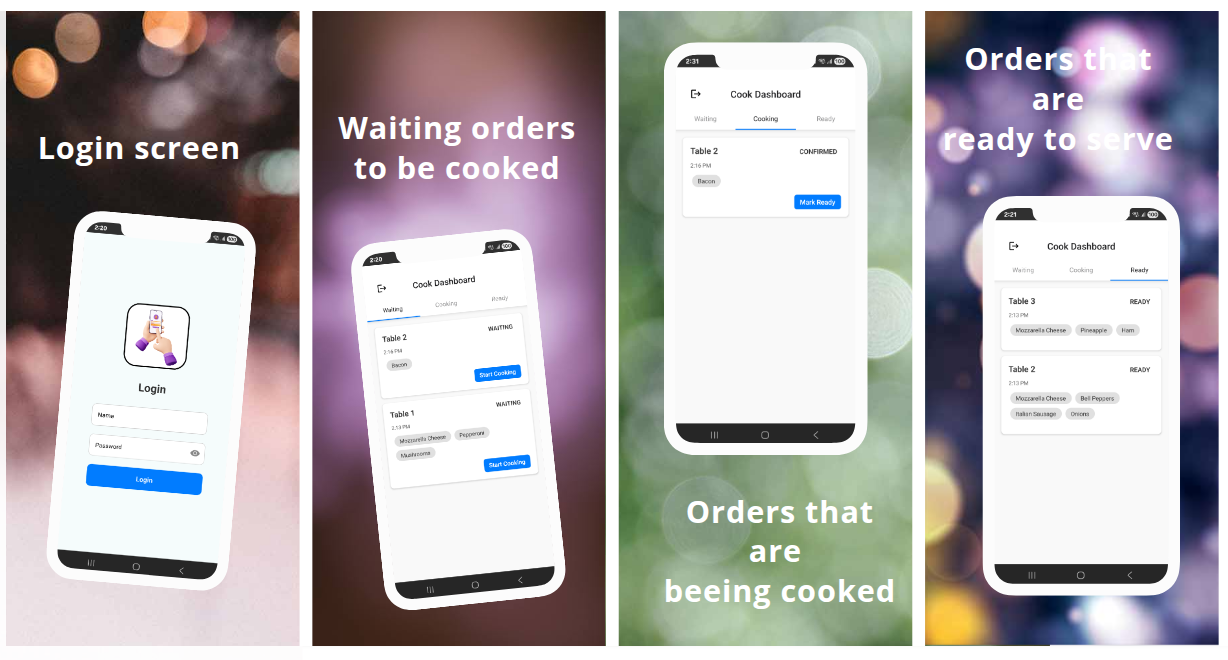 Login screen
2:20
100
Login
Name
Password
Login
Waiting orders
to be cooked
2:20
100
Cook Dashboard
Waiting
Cooking
Ready
Table 2
WAITING
2:16 PM
Bacon
Start Cooking
Table 1
WAITING
2:13 PM
Mozzarella Cheese
Pepperoni
Mushrooms
Start Cooking
2:31
100
Cook Dashboard
Waiting
Cooking
Ready
Table 2
CONFIRMED
2:16 PM
Bacon
Mark Ready
Orders that
are
beeing cooked
Orders that
are
ready to serve
2:21
100
Cook Dashboard
Waiting
Cooking
Ready
Table 3
READY
2:13 PM
Mozzarella Cheese
Pineapple
Ham
Table 2
READY
2:13 PM
Mozzarella Cheese
Bell Peppers
Italian Sausage
Onions